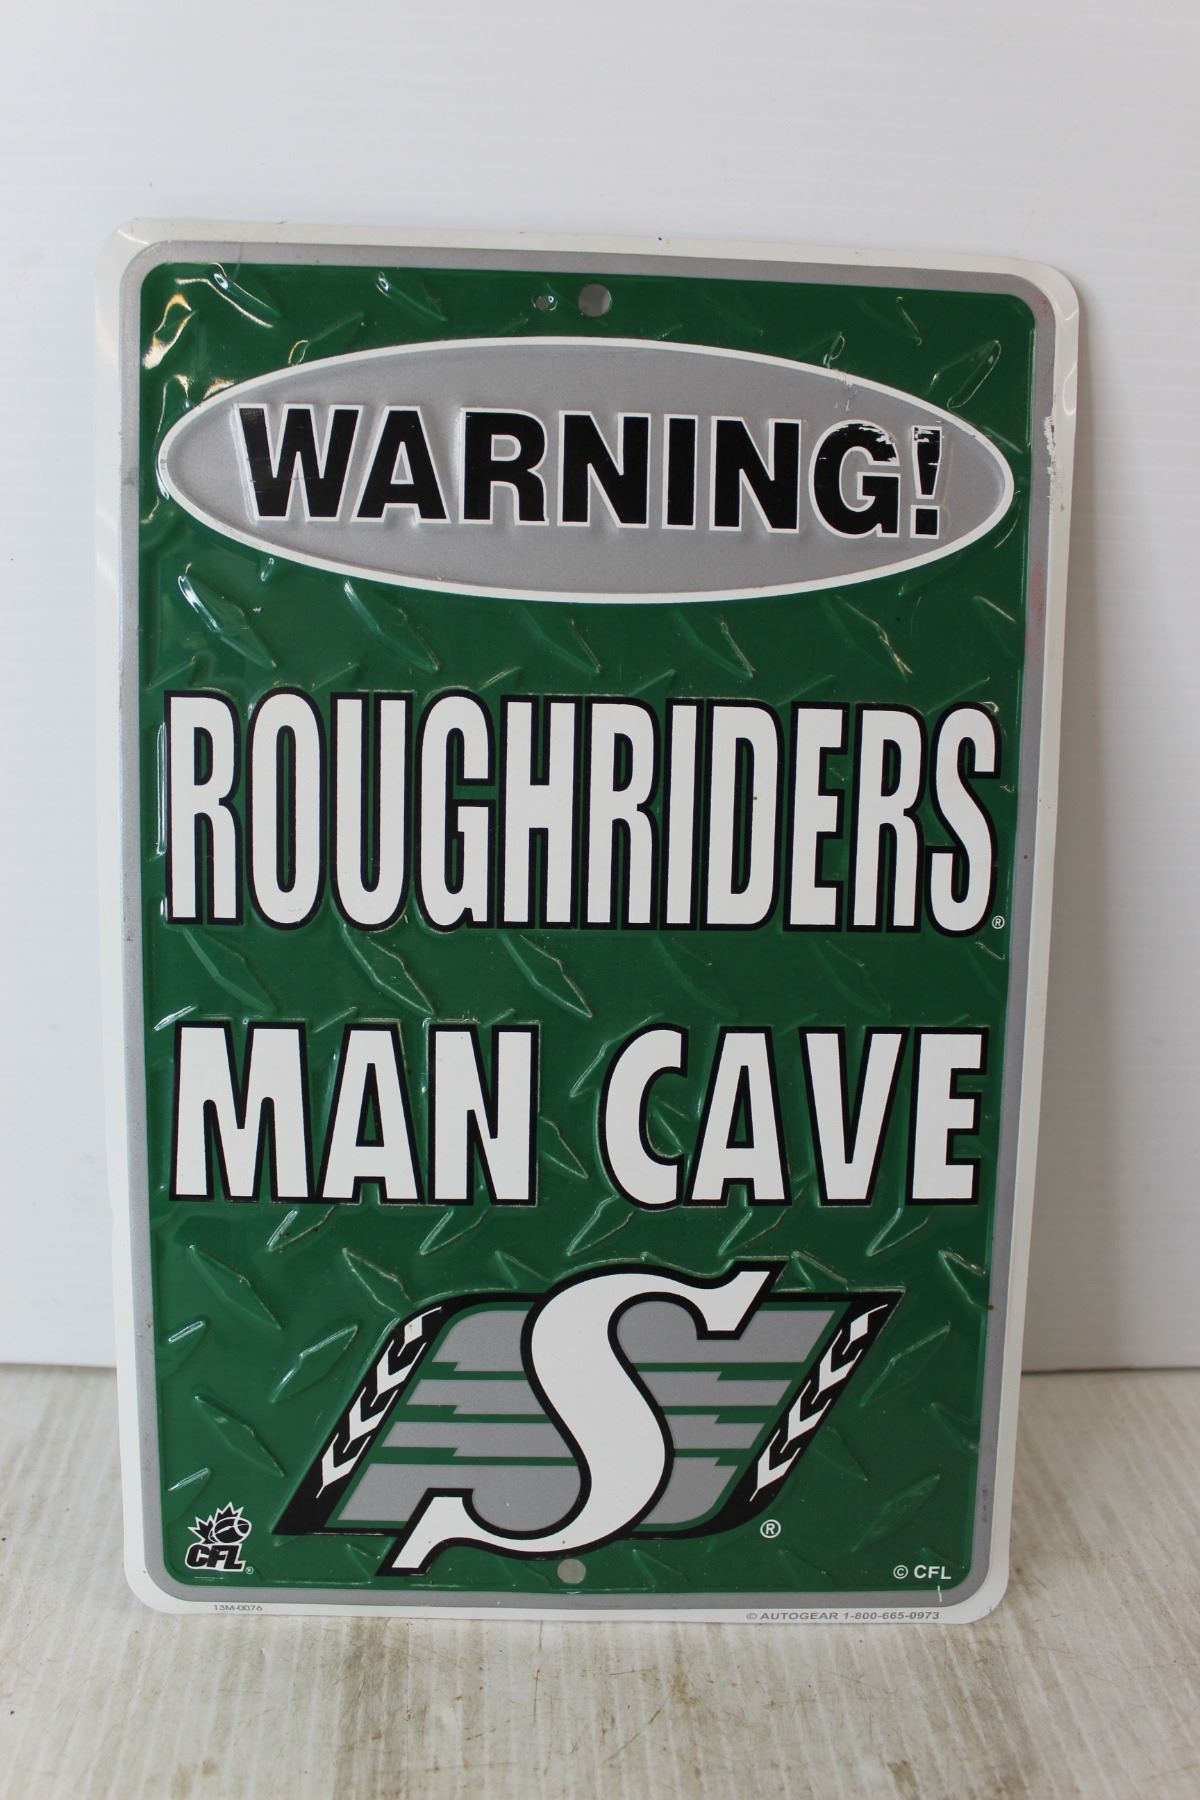 WARNING!
ROUGHRIDERS®
MAN CAVE
S
®
CFL®
© CFL
13M-0076
© AUTOGEAR 1-800-665-0973